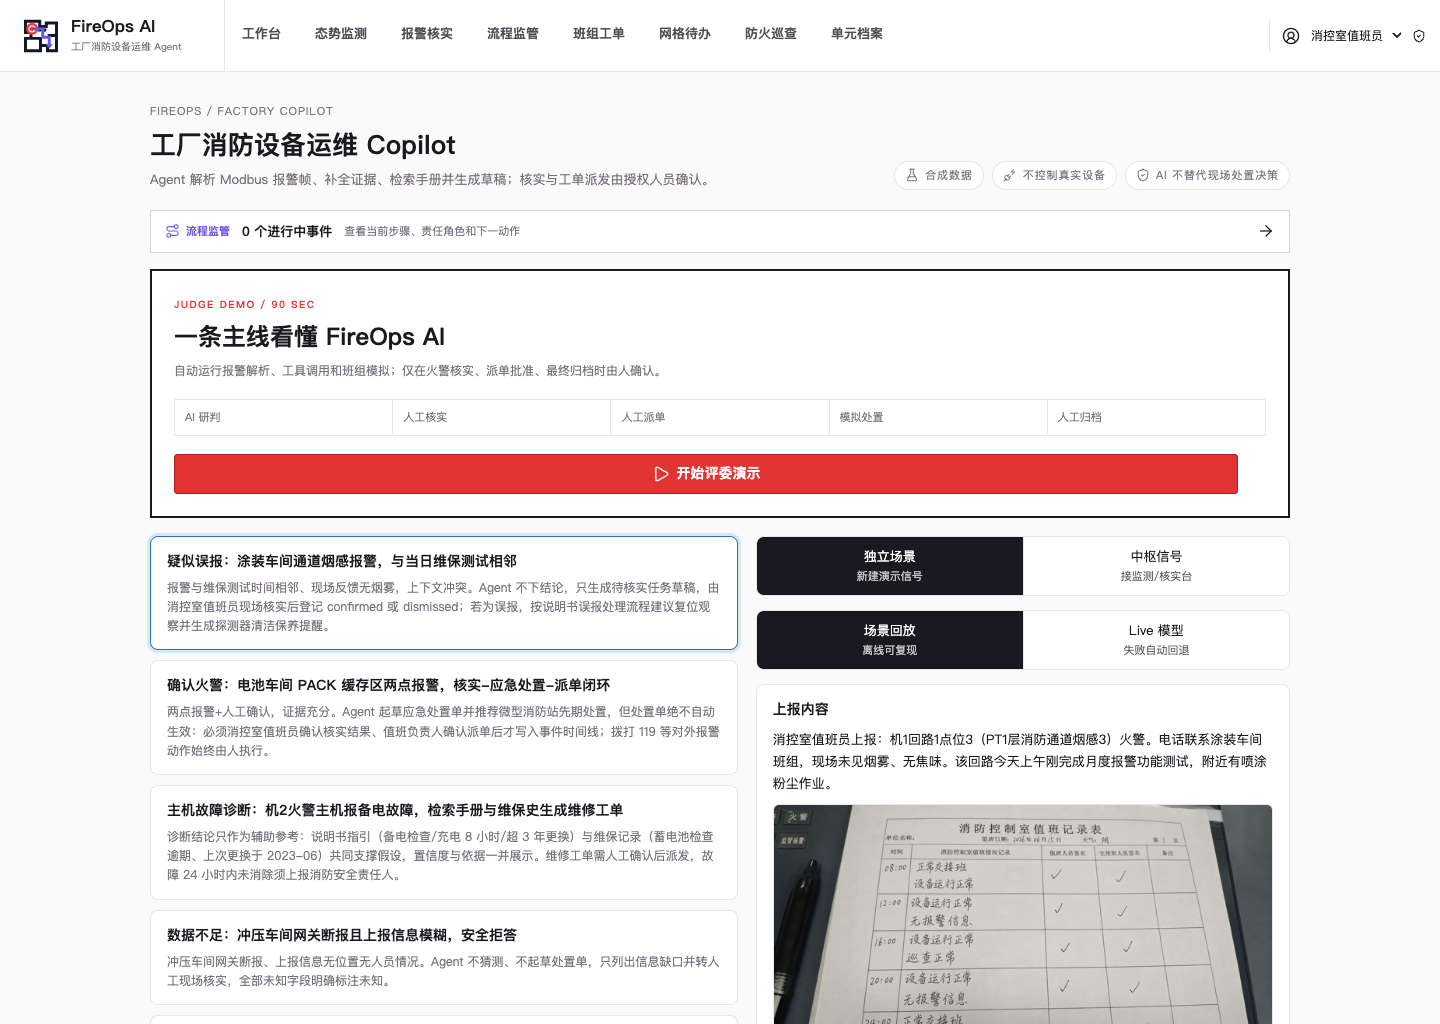 FireOps AI
工厂消防设备运维 Agent
工作台
态势监测
报警核实
流程监管
班组工单
网格待办
防火巡查
单元档案
消控室值班员
FIREOPS / FACTORY COPILOT
工厂消防设备运维 Copilot
Agent 解析 Modbus 报警帧、补全证据、检索手册并生成草稿；核实与工单派发由授权人员确认。
合成数据
不控制真实设备
AI 不替代现场处置决策
流程监管
0 个进行中事件
查看当前步骤、责任角色和下一动作
JUDGE DEMO / 90 SEC
一条主线看懂 FireOps AI
自动运行报警解析、工具调用和班组模拟；仅在火警核实、派单批准、最终归档时由人确认。
AI 研判
人工核实
人工派单
模拟处置
人工归档
开始评委演示
疑似误报：涂装车间通道烟感报警，与当日维保测试相邻
报警与维保测试时间相邻、现场反馈无烟雾，上下文冲突。Agent 不下结论，只生成待核实任务草稿，由
消控室值班员现场核实后登记 confirmed 或 dismissed；若为误报，按说明书误报处理流程建议复位观
察并生成探测器清洁保养提醒。
确认火警：电池车间 PACK 缓存区两点报警，核实-应急处置-派单闭环
两点报警+人工确认，证据充分。Agent 起草应急处置单并推荐微型消防站先期处置，但处置单绝不自动
生效：必须消控室值班员确认核实结果、值班负责人确认派单后才写入事件时间线；拨打 119 等对外报警
动作始终由人执行。
主机故障诊断：机2火警主机报备电故障，检索手册与维保史生成维修工单
诊断结论只作为辅助参考：说明书指引（备电检查/充电 8 小时/超 3 年更换）与维保记录（蓄电池检查
逾期、上次更换于 2023-06）共同支撑假设，置信度与依据一并展示。维修工单需人工确认后派发，故
障 24 小时内未消除须上报消防安全责任人。
数据不足：冲压车间网关断报且上报信息模糊，安全拒答
冲压车间网关断报、上报信息无位置无人员情况。Agent 不猜测、不起草处置单，只列出信息缺口并转人
工现场核实，全部未知字段明确标注未知。
独立场景
新建演示信号
中枢信号
接监测/核实台
场景回放
离线可复现
Live 模型
失败自动回退
上报内容
消控室值班员上报：机1回路1点位3（PT1层消防通道烟感3）火警。电话联系涂装车间
班组，现场未见烟雾、无焦味。该回路今天上午刚完成月度报警功能测试，附近有喷涂
粉尘作业。
火警
消防控制室值班记录表
单位名称：
时间
消防控制室值班情况记录
值班人员签名
交接班人员签名
备注
08:00 正常交接班
设备运行正常
12:00 设备运行正常
无报警信息
16:00 设备运行正常
巡查正常
20:00 设备运行正常
无报警信息
24:00 正常交接班